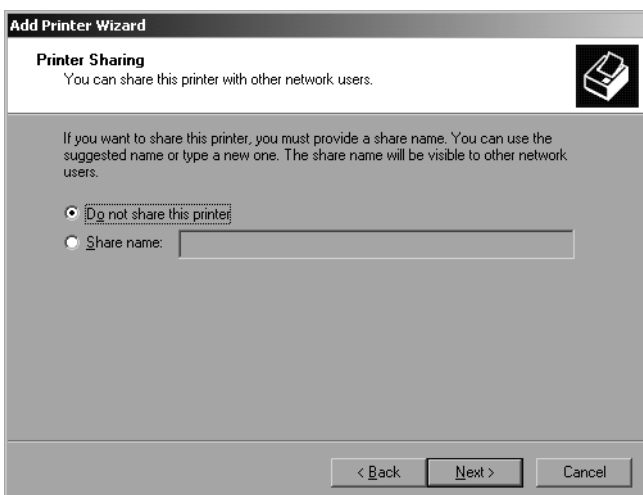 Add Printer Wizard
Printer Sharing
You can share this printer with other network users.
If you want to share this printer, you must provide a share name. You can use the
suggested name or type a new one. The share name will be visible to other network
users.
Do not share this printer
Share name:
< Back
Next >
Cancel